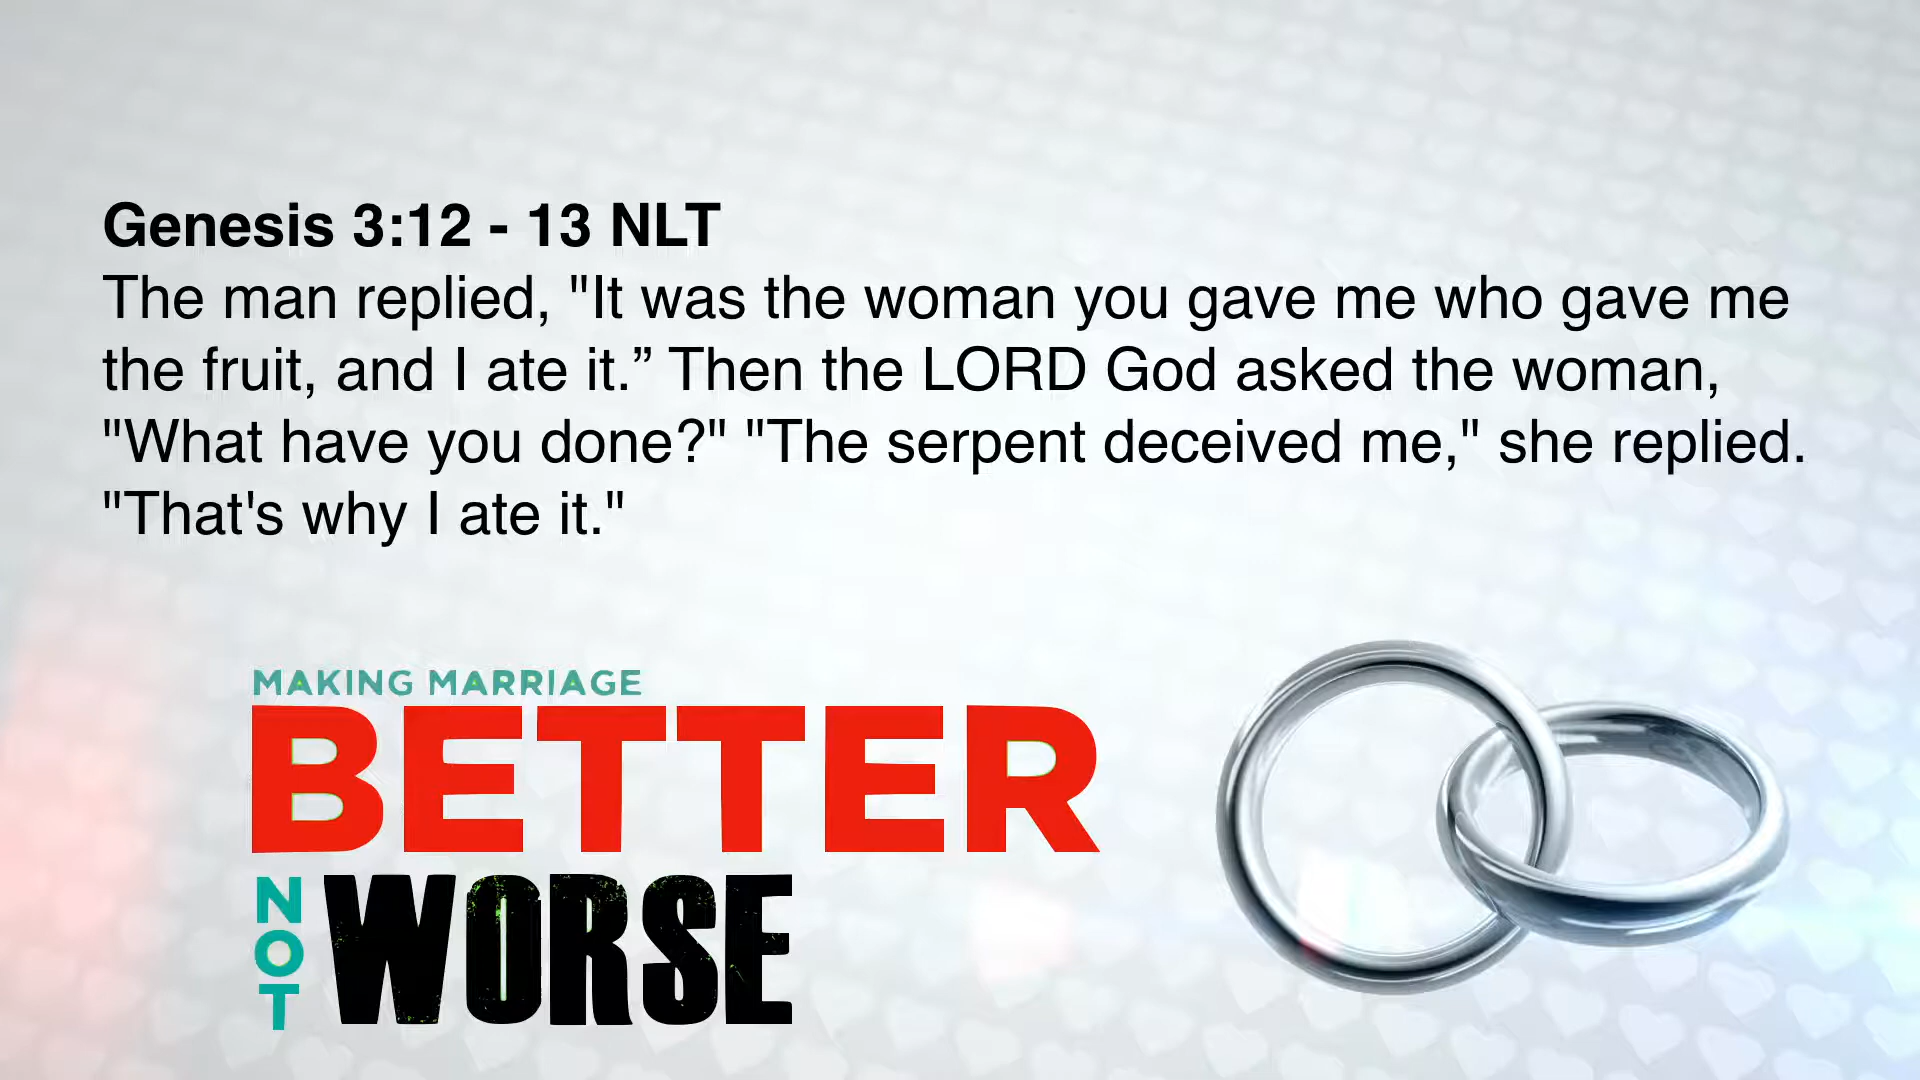 Genesis 3:12 - 13 NLT
The man replied, "It was the woman you gave me who gave me
the fruit, and I ate it.” Then the LORD God asked the woman,
"What have you done?" "The serpent deceived me," she replied.
"That's why I ate it."
MAKING MARRIAGE
BETTER
NOT WORSE